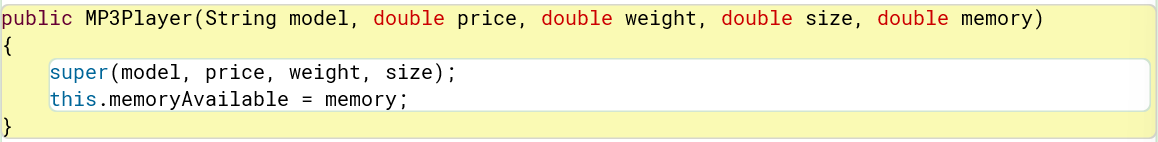 public MP3Player(String model, double price, double weight, double size, double memory)
{
    super(model, price, weight, size);
    this.memoryAvailable = memory;
}